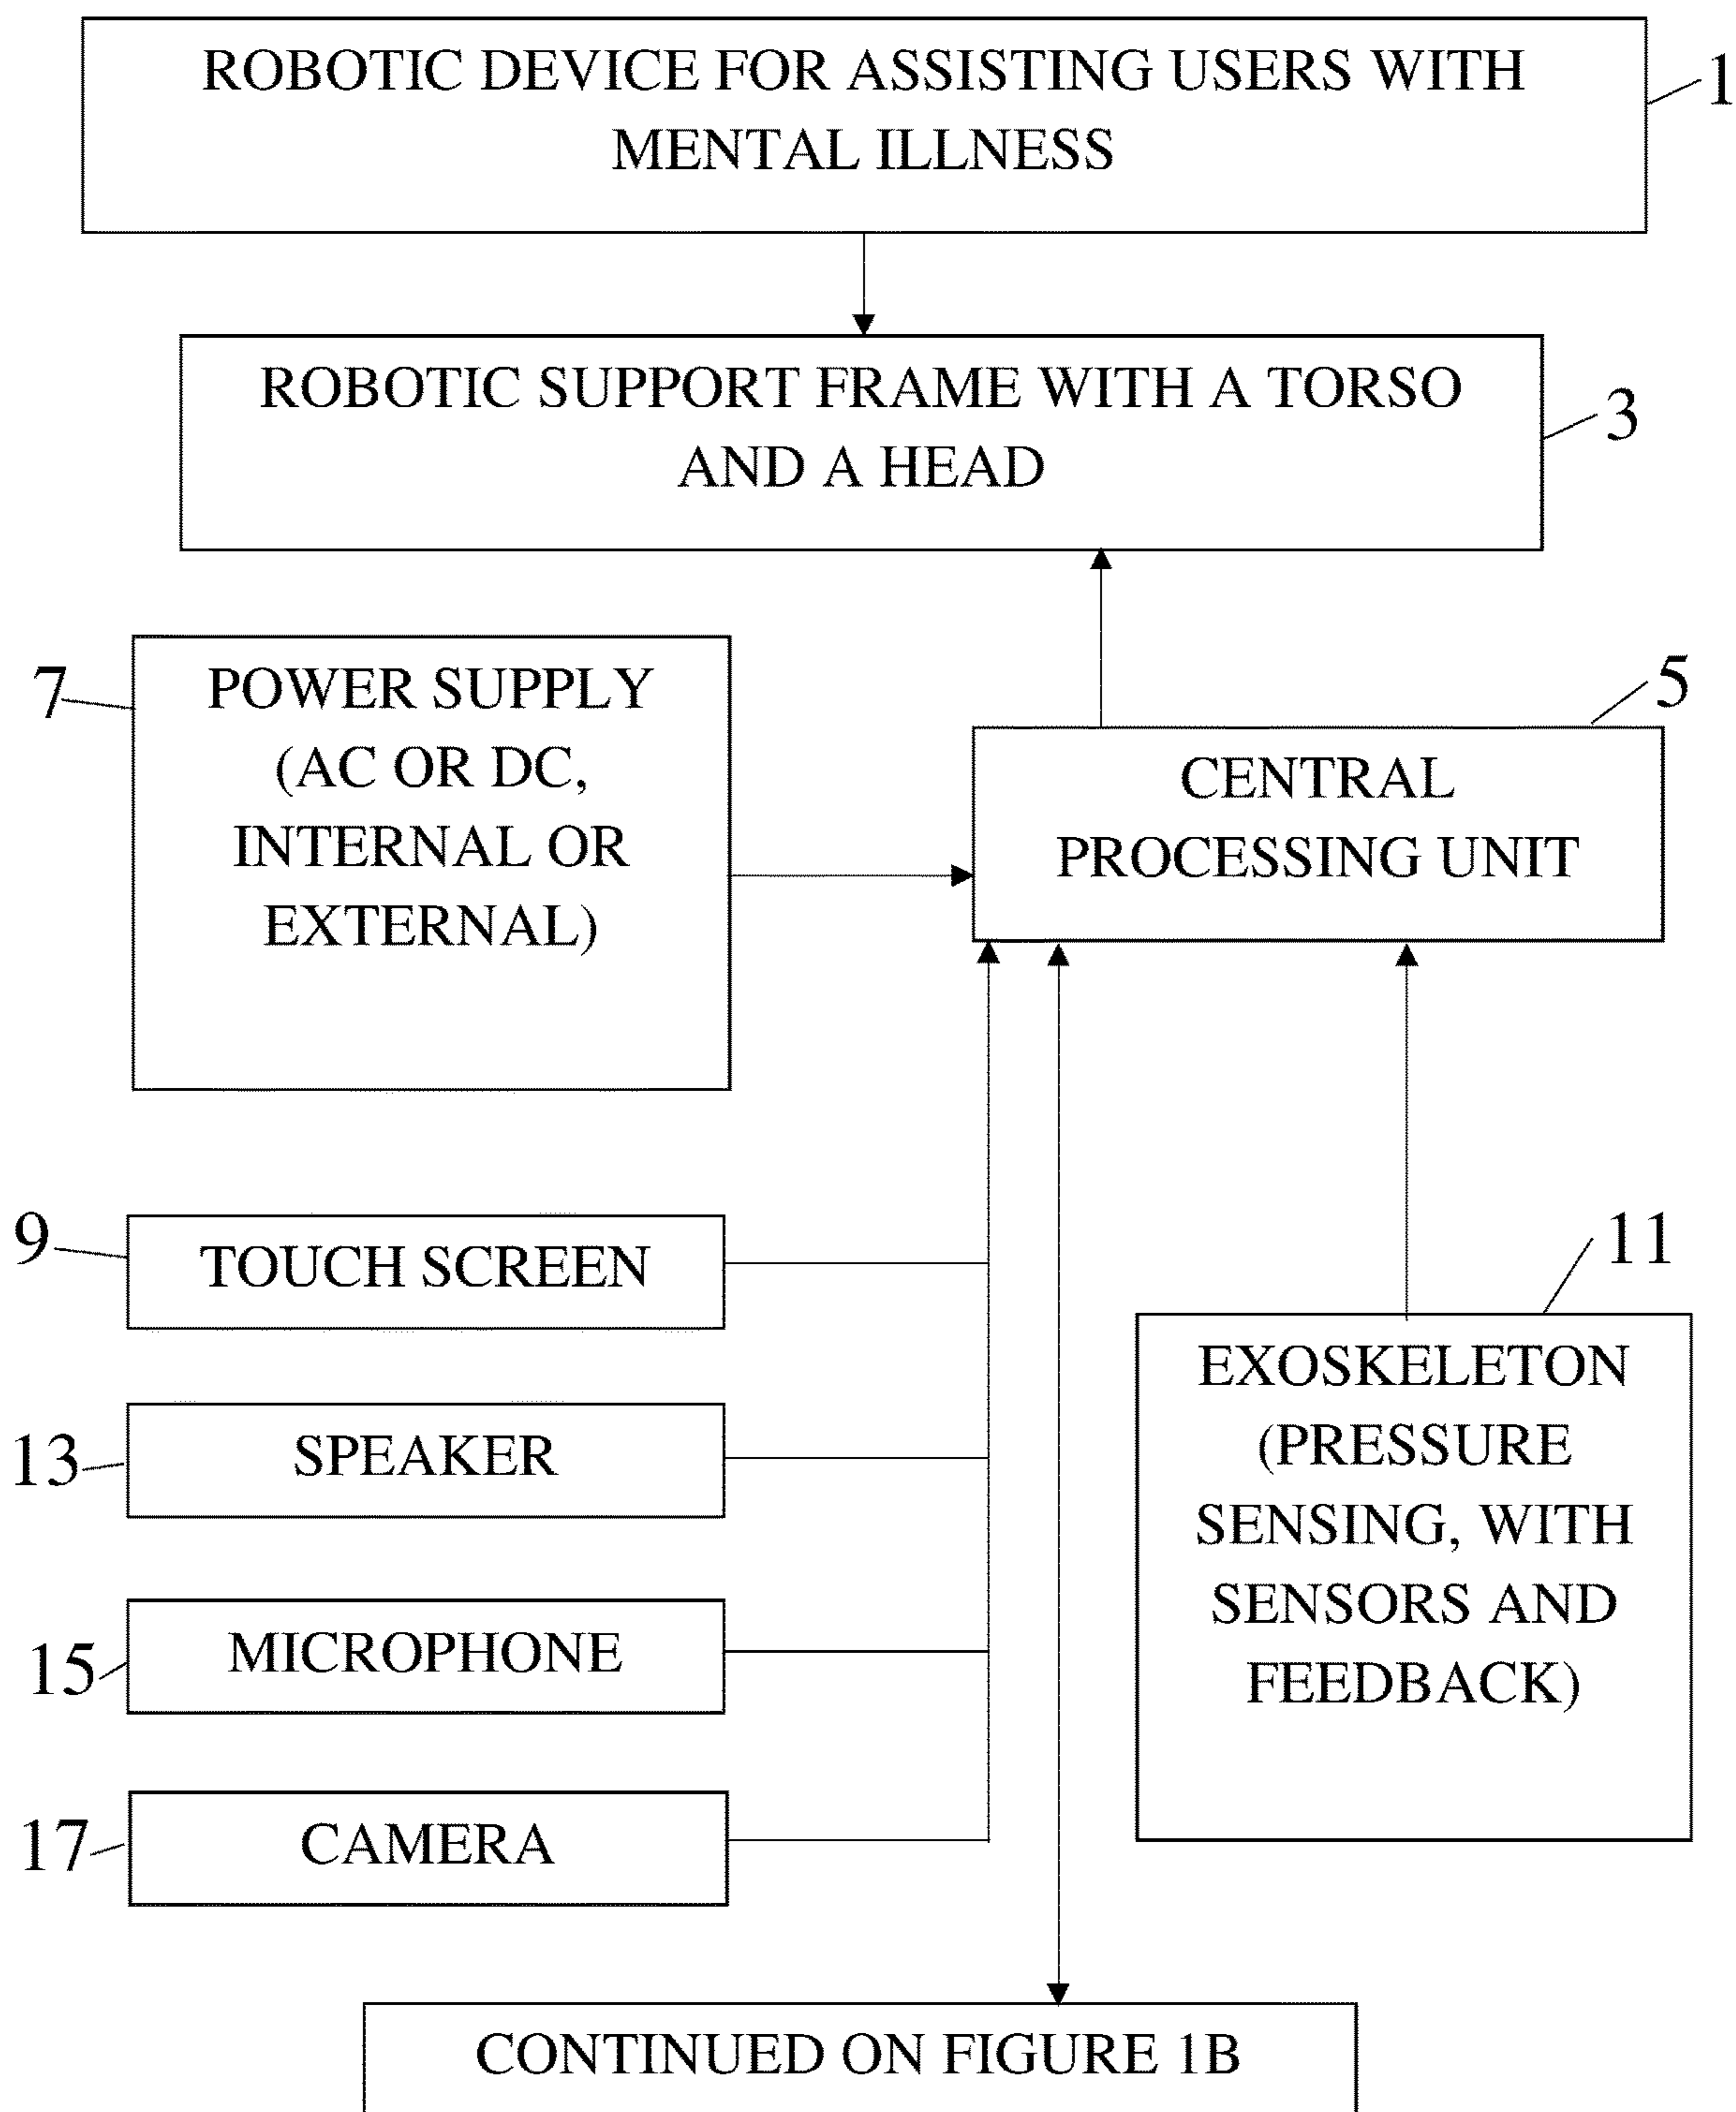 ROBOTIC DEVICE FOR ASSISTING USERS WITH
MENTAL ILLNESS
1
ROBOTIC SUPPORT FRAME WITH A TORSO
AND A HEAD
3
7
POWER SUPPLY
(AC OR DC,
INTERNAL OR
EXTERNAL)
5
CENTRAL
PROCESSING UNIT
9
TOUCH SCREEN
11
EXOSKELETON
(PRESSURE
SENSING, WITH
SENSORS AND
FEEDBACK)
13
SPEAKER
15
MICROPHONE
17
CAMERA
CONTINUED ON FIGURE 1B